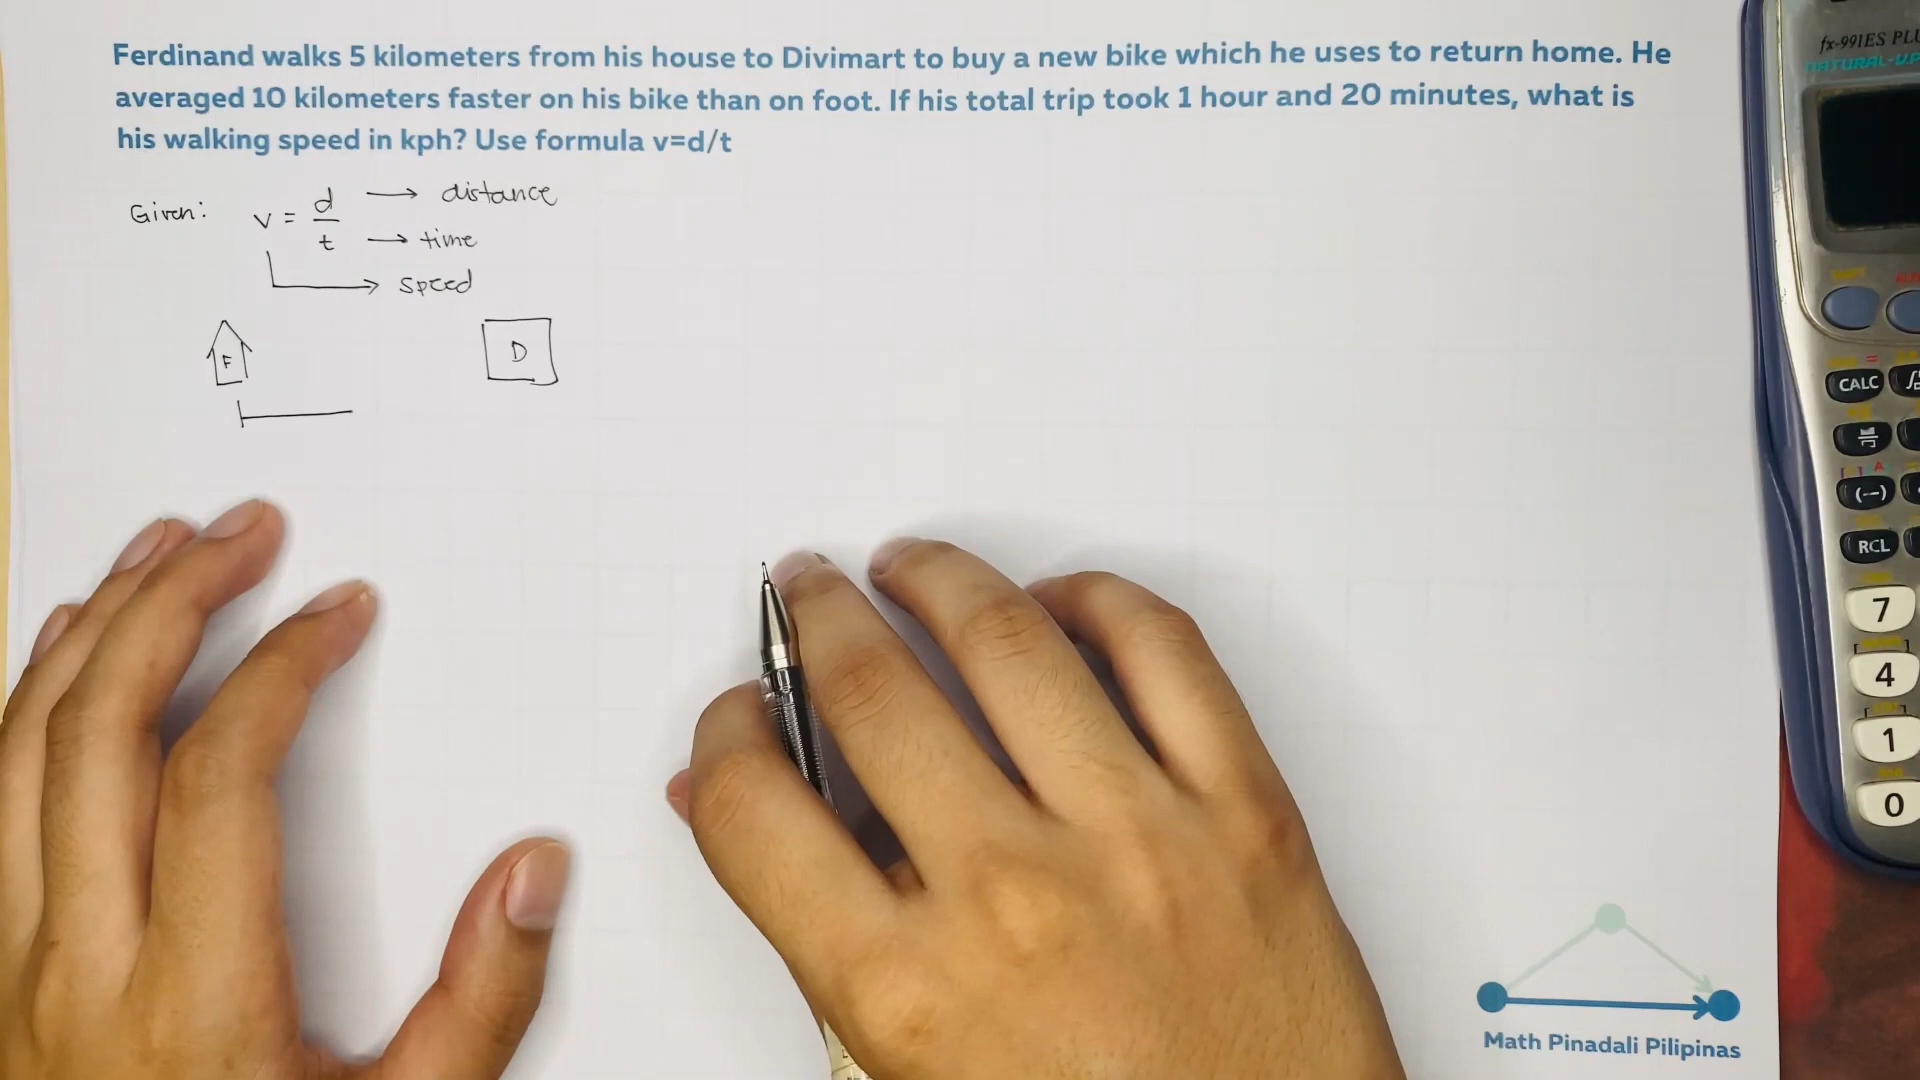 Ferdinand walks 5 kilometers from his house to Divimart to buy a new bike which he uses to return home. He
averaged 10 kilometers faster on his bike than on foot. If his total trip took 1 hour and 20 minutes, what is
his walking speed in kph? Use formula v=d/t
Given: v = d/t
→ distance
→ time
→ speed
F
D
fx-991ES PLU
NATURAL-V.P
CALC
(−)
RCL
7
4
1
0
Math Pinadali Pilipinas